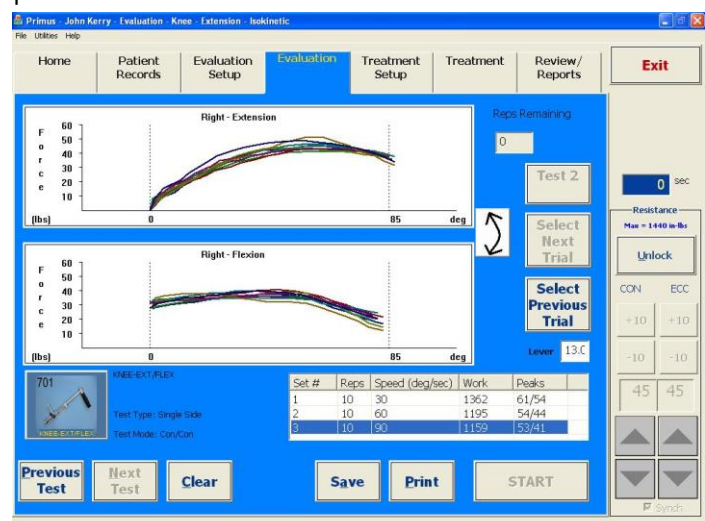 Primus - John Kerry - Evaluation - Knee - Extension - Isokinetic
File Utilities Help
Home
Patient Records
Evaluation Setup
Evaluation
Treatment Setup
Treatment
Review/ Reports
Exit
Right - Extension
Force
60
50
40
30
20
10
(lbs)
0
85
deg
Reps Remaining
0
Test 2
Select Next Trial
Select Previous Trial
Lever
Right - Flexion
Force
60
50
40
30
20
10
(lbs)
0
85
deg
701
KNEE-EXT/FLEX
KNEE-EXT/FLEX
Test Type: Single Side
Test Mode: Con/Con
Set # Reps Speed (deg/sec) Work Peaks
1 10 30 1362 61/54
2 10 60 1195 54/44
3 10 90 1159 53/41
Previous Test
Next Test
Clear
Save
Print
START
0 sec
Resistance
Max = 1440 in-lbs
Unlock
CON ECC
+10 +10
-10 -10
45 45
Synch